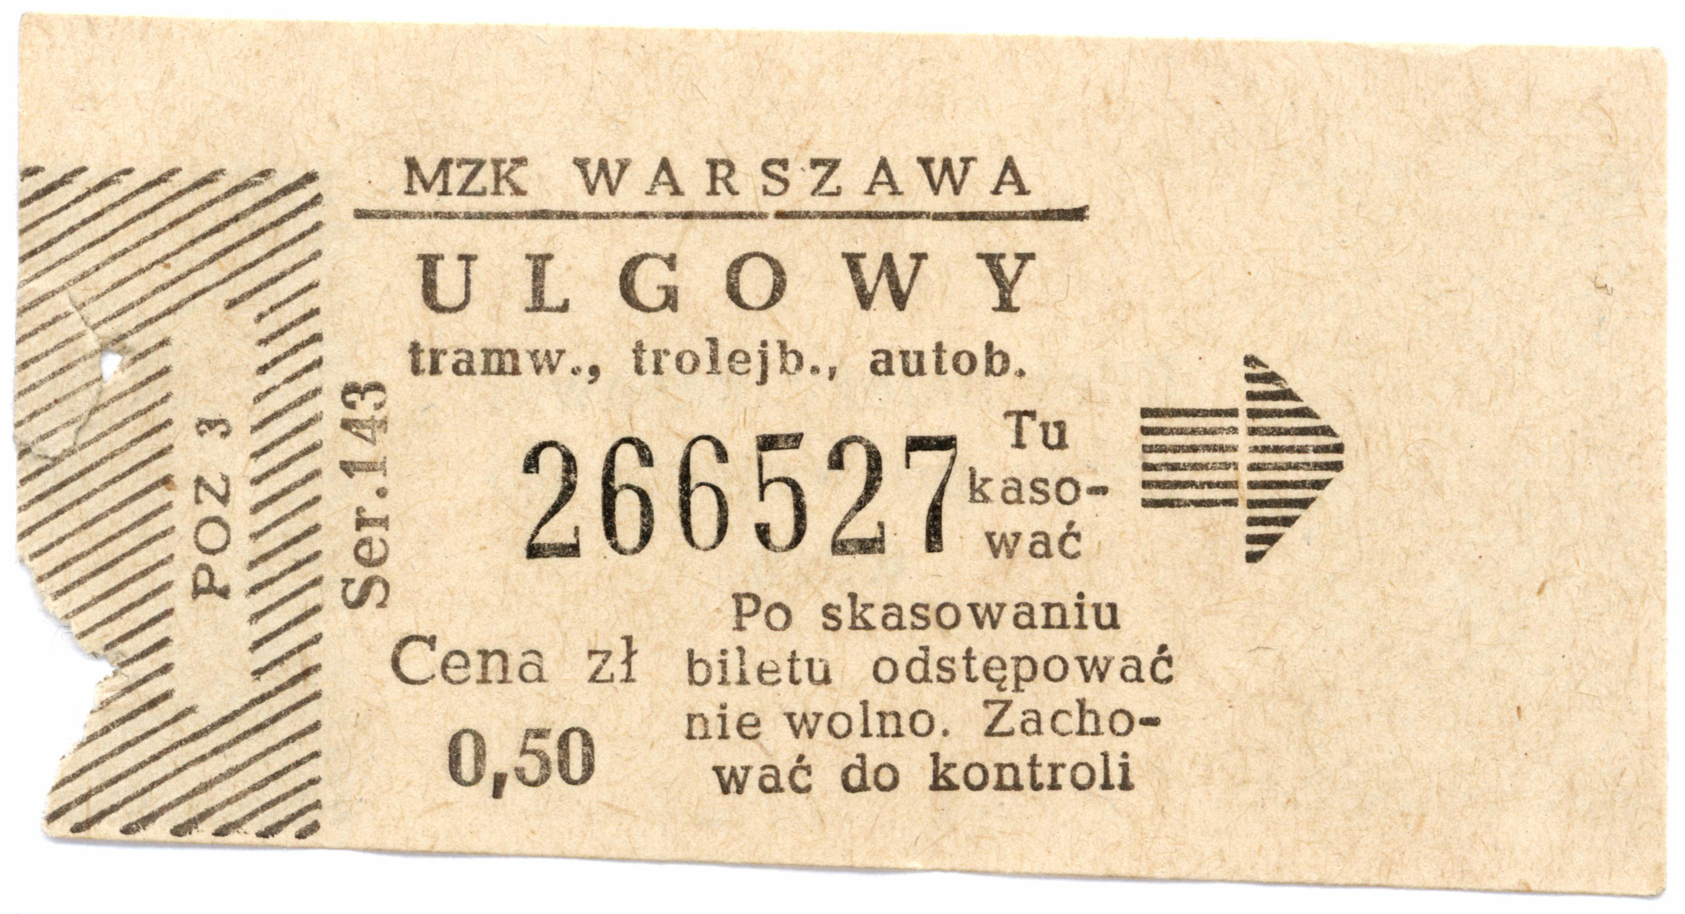 MZK WARSZAWA
ULGOWY
tramw., trolejb., autob.
POZ 3
Ser.143
266527
Tu
kaso-
wać
Cena zł
0,50
Po skasowaniu
biletu odstępować
nie wolno. Zacho-
wać do kontroli